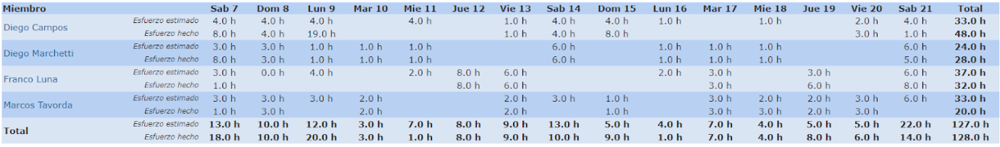 Miembro Sab 7 Dom 8 Lun 9 Mar 10 Mie 11 Jue 12 Vie 13 Sab 14 Dom 15 Lun 16 Mar 17 Mie 18 Jue 19 Vie 20 Sab 21 Total
Diego Campos
Esfuerzo estimado 4.0 h 4.0 h 4.0 h 4.0 h 1.0 h 4.0 h 4.0 h 1.0 h 1.0 h 2.0 h 4.0 h 33.0 h
Esfuerzo hecho 8.0 h 4.0 h 19.0 h 1.0 h 4.0 h 8.0 h 3.0 h 1.0 h 48.0 h
Diego Marchetti
Esfuerzo estimado 3.0 h 3.0 h 1.0 h 1.0 h 1.0 h 6.0 h 1.0 h 1.0 h 1.0 h 6.0 h 24.0 h
Esfuerzo hecho 8.0 h 3.0 h 1.0 h 1.0 h 1.0 h 6.0 h 1.0 h 1.0 h 1.0 h 5.0 h 28.0 h
Franco Luna
Esfuerzo estimado 3.0 h 0.0 h 4.0 h 2.0 h 8.0 h 6.0 h 2.0 h 3.0 h 3.0 h 6.0 h 37.0 h
Esfuerzo hecho 1.0 h 8.0 h 6.0 h 3.0 h 6.0 h 8.0 h 32.0 h
Marcos Tavorda
Esfuerzo estimado 3.0 h 3.0 h 3.0 h 2.0 h 2.0 h 3.0 h 1.0 h 3.0 h 2.0 h 2.0 h 3.0 h 6.0 h 33.0 h
Esfuerzo hecho 1.0 h 3.0 h 2.0 h 2.0 h 1.0 h 3.0 h 3.0 h 2.0 h 3.0 h 20.0 h
Total
Esfuerzo estimado 13.0 h 10.0 h 12.0 h 3.0 h 7.0 h 8.0 h 9.0 h 13.0 h 5.0 h 4.0 h 7.0 h 4.0 h 5.0 h 5.0 h 22.0 h 127.0 h
Esfuerzo hecho 18.0 h 10.0 h 20.0 h 3.0 h 1.0 h 8.0 h 9.0 h 10.0 h 9.0 h 1.0 h 7.0 h 4.0 h 8.0 h 6.0 h 14.0 h 128.0 h